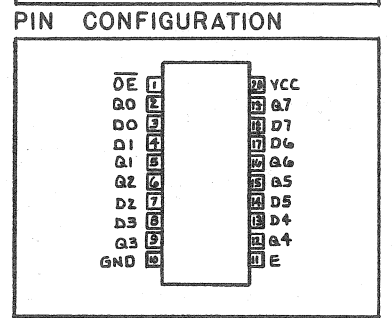 PIN CONFIGURATION
OE 1 20 VCC
Q0 2 19 Q7
D0 3 18 D7
D1 4 17 D6
Q1 5 16 Q6
Q2 6 15 Q5
D2 7 14 D5
D3 8 13 D4
Q3 9 12 Q4
GND 10 11 E